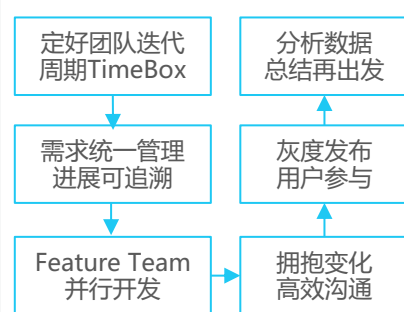 定好团队迭代
周期TimeBox
需求统一管理
进展可追溯
Feature Team
并行开发
拥抱变化
高效沟通
灰度发布
用户参与
分析数据
总结再出发